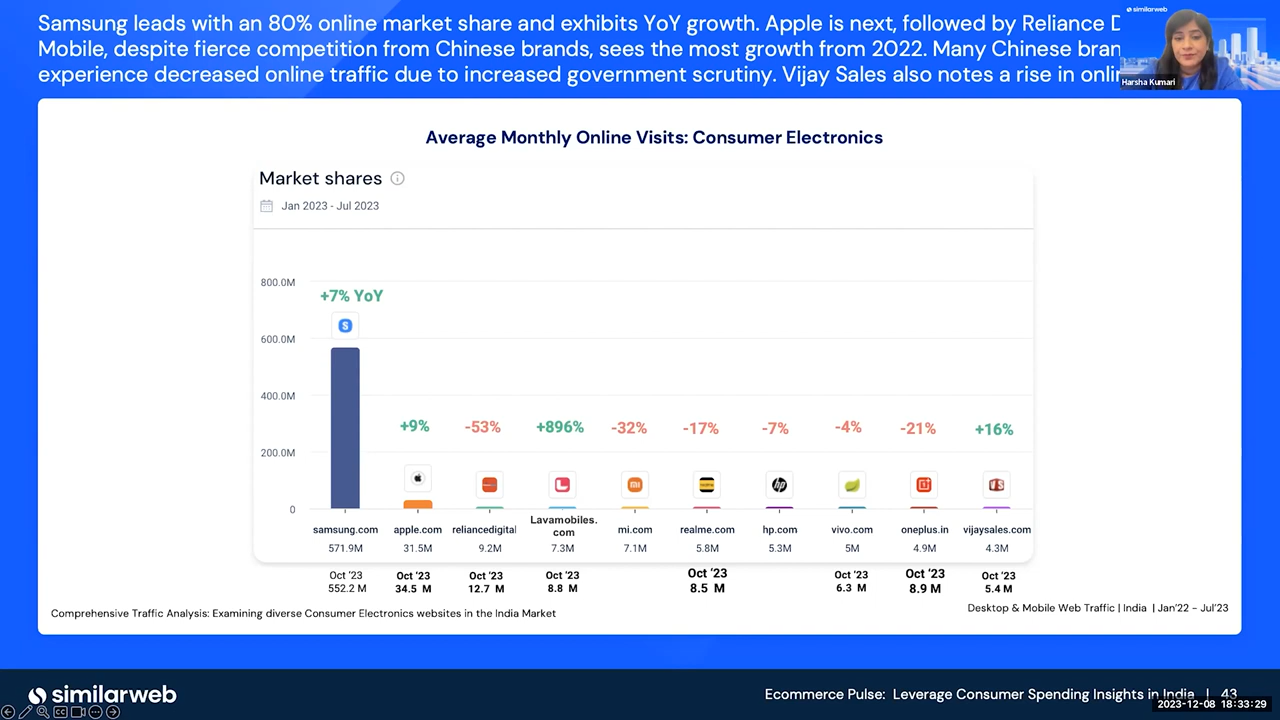 Samsung leads with an 80% online market share and exhibits YoY growth. Apple is next, followed by Reliance D
Mobile, despite fierce competition from Chinese brands, sees the most growth from 2022. Many Chinese bran
experience decreased online traffic due to increased government scrutiny. Vijay Sales also notes a rise in onlin
similarweb
Harsha Kumari
Average Monthly Online Visits: Consumer Electronics
Market shares
Jan 2023 - Jul 2023
800.0M
+7% YoY
600.0M
400.0M
+9% -53% +896% -32% -17% -7% -4% -21% +16%
200.0M
0
samsung.com apple.com reliancedigital Lavamobiles.com mi.com realme.com hp.com vivo.com oneplus.in vijaysales.com
571.9M 31.5M 9.2M 7.3M 7.1M 5.8M 5.3M 5M 4.9M 4.3M
Oct '23 Oct '23 Oct '23 Oct '23 Oct '23 Oct '23 Oct '23 Oct '23
552.2 M 34.5 M 12.7 M 8.8 M 8.5 M 6.3 M 8.9 M 5.4 M
Comprehensive Traffic Analysis: Examining diverse Consumer Electronics websites in the India Market
Desktop & Mobile Web Traffic | India | Jan'22 - Jul'23
similarweb
Ecommerce Pulse: Leverage Consumer Spending Insights in India | 43
2023-12-08 18:33:29